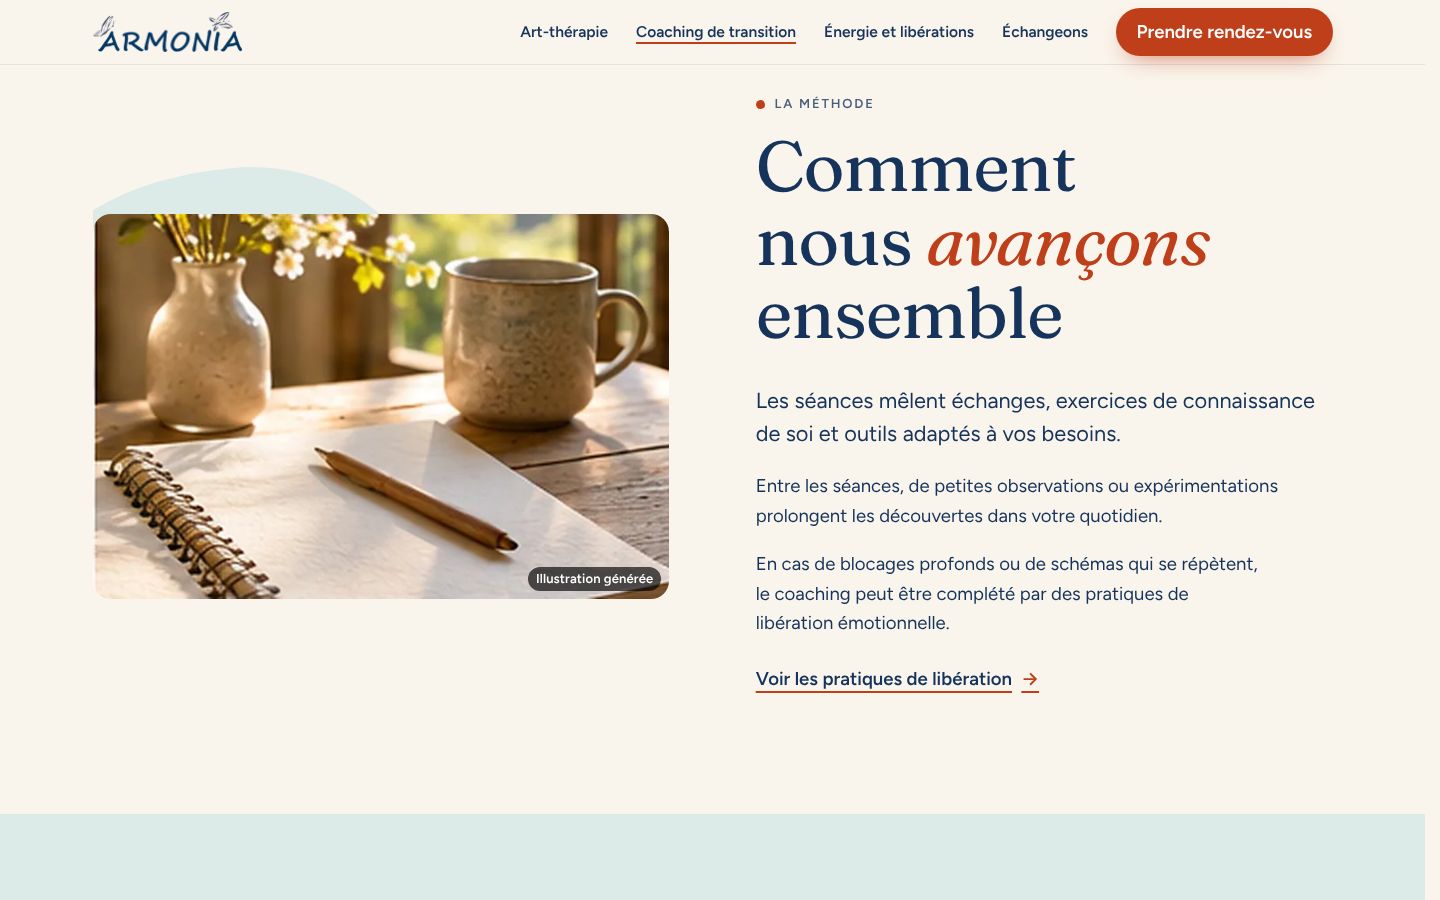 ARMONIA
Art-thérapie
Coaching de transition
Énergie et libérations
Échangeons
Prendre rendez-vous
LA MÉTHODE
Comment
nous avançons
ensemble
Les séances mêlent échanges, exercices de connaissance
de soi et outils adaptés à vos besoins.
Entre les séances, de petites observations ou expérimentations
prolongent les découvertes dans votre quotidien.
En cas de blocages profonds ou de schémas qui se répètent,
le coaching peut être complété par des pratiques de
libération émotionnelle.
Voir les pratiques de libération →
Illustration générée